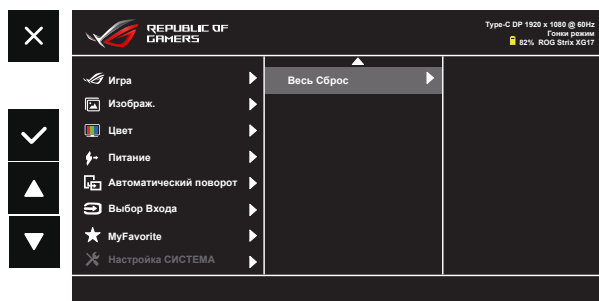 REPUBLIC OF
GAMERS
Type-C DP 1920 x 1080 @ 60Hz
Гонки режим
82% ROG Strix XG17
Игра
Весь Сброс
Изображ.
Цвет
Питание
Автоматический поворот
Выбор Входа
MyFavorite
Настройка СИСТЕМА